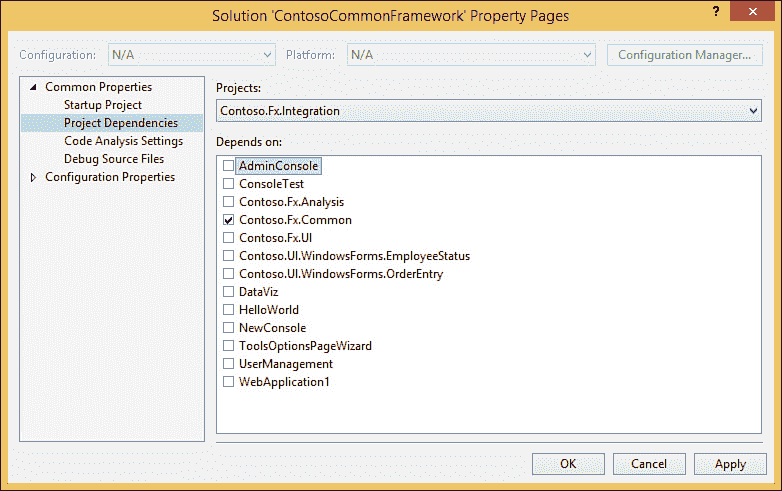 Solution 'ContosoCommonFramework' Property Pages
?
Configuration: N/A Platform: N/A Configuration Manager...
Common Properties
Startup Project
Project Dependencies
Code Analysis Settings
Debug Source Files
Configuration Properties
Projects:
Contoso.Fx.Integration
Depends on:
AdminConsole
ConsoleTest
Contoso.Fx.Analysis
Contoso.Fx.Common
Contoso.Fx.UI
Contoso.UI.WindowsForms.EmployeeStatus
Contoso.UI.WindowsForms.OrderEntry
DataViz
HelloWorld
NewConsole
ToolsOptionsPageWizard
UserManagement
WebApplication1
OK Cancel Apply